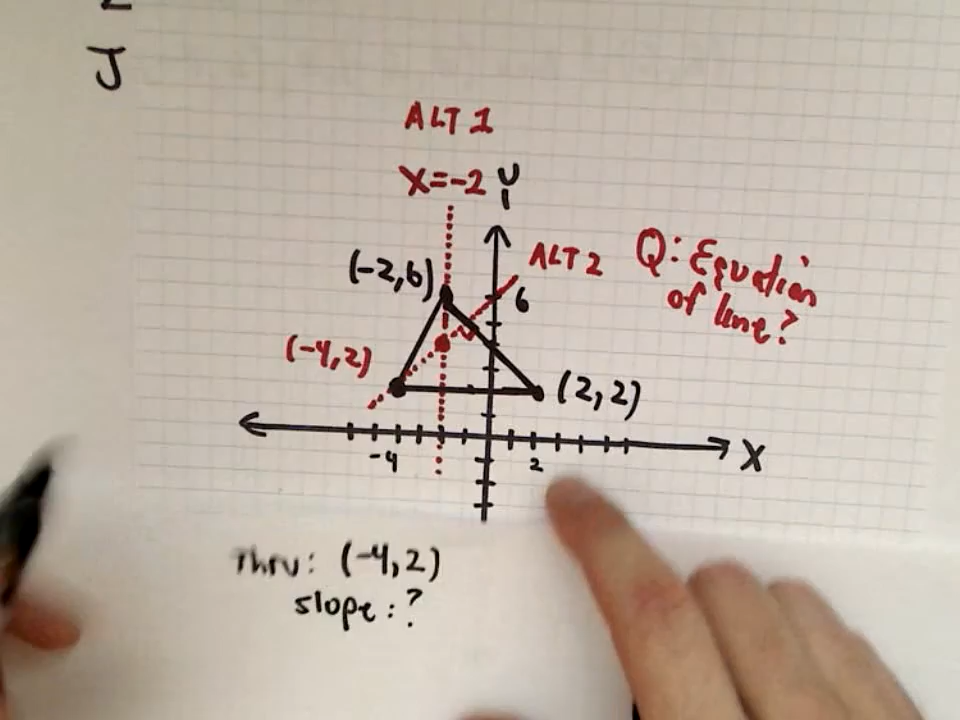 J
ALT 1
X=-2
y
ALT 2
Q: Equation
of line?
(-2,6)
6
(-4,2)
(2,2)
X
-4
2
Thru: (-4,2)
slope: ?